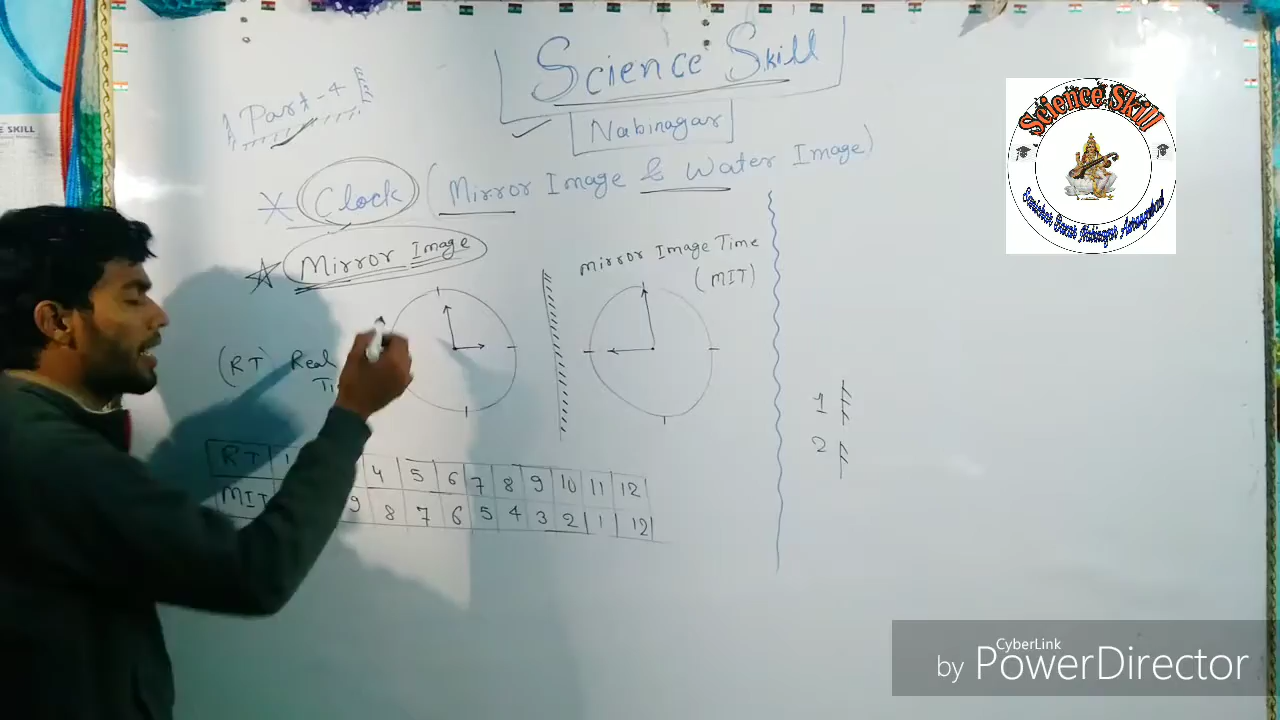 Science Skill
Part-4
Nabinagar
Clock (Mirror Image & Water Image)
Mirror Image
Mirror Image Time
(MIT)
(RT) Real
RT 4 5 6 7 8 9 10 11 12
MIT 9 8 7 6 5 4 3 2 1 12
1
2
E SKILL
Science Skill
CyberLink
by PowerDirector